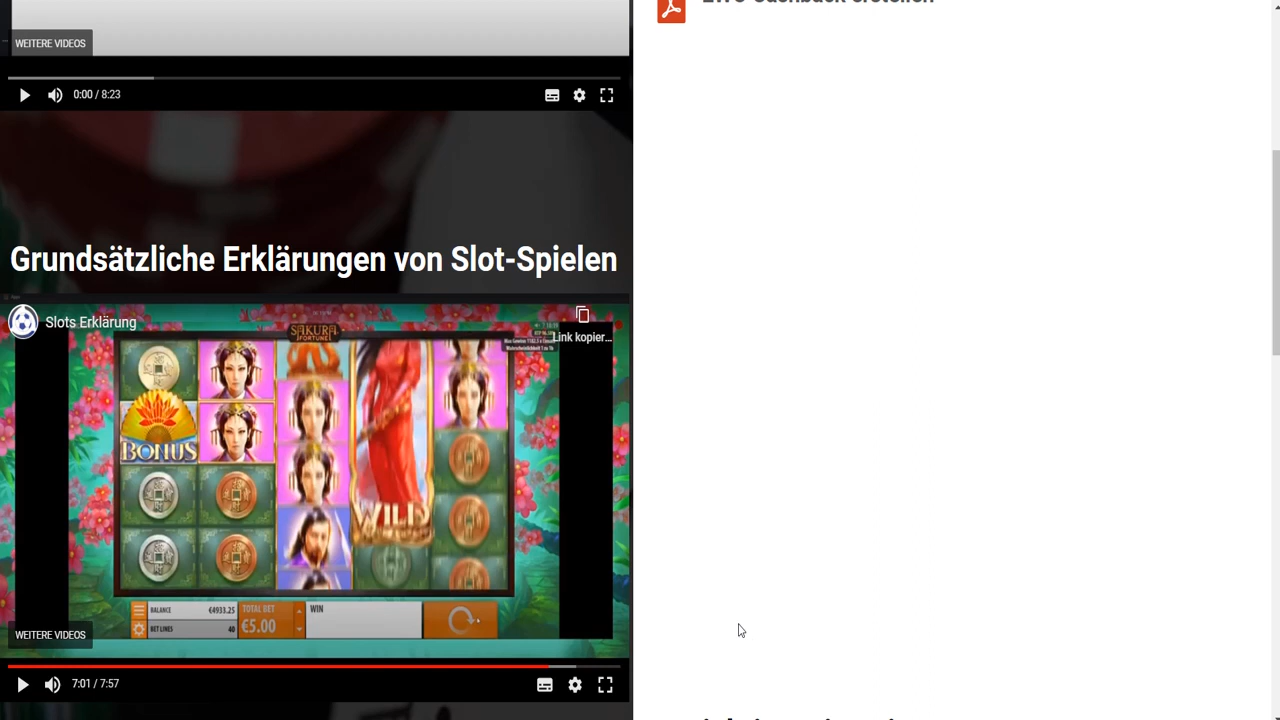 WEITERE VIDEOS
0:00 / 8:23
Grundsätzliche Erklärungen von Slot-Spielen
Slots Erklärung
Link kopier...
SAKURA
FORTUNE
BONUS
WILD
BALANCE €4933.25
BET LINES 40
TOTAL BET
€5.00
WIN
WEITERE VIDEOS
7:01 / 7:57